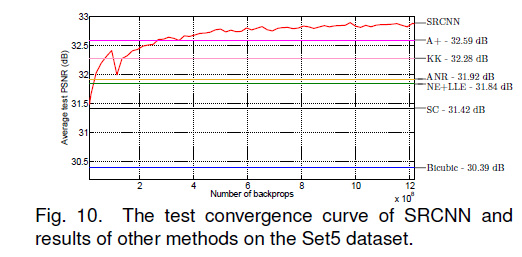 33
32.5
32
31.5
31
30.5
Average test PSNR (dB)
2
4
6
8
10
12
Number of backprops
x 10^8
SRCNN
A+ - 32.59 dB
KK - 32.28 dB
ANR - 31.92 dB
NE+LLE - 31.84 dB
SC - 31.42 dB
Bicubic - 30.39 dB
Fig. 10. The test convergence curve of SRCNN and
results of other methods on the Set5 dataset.